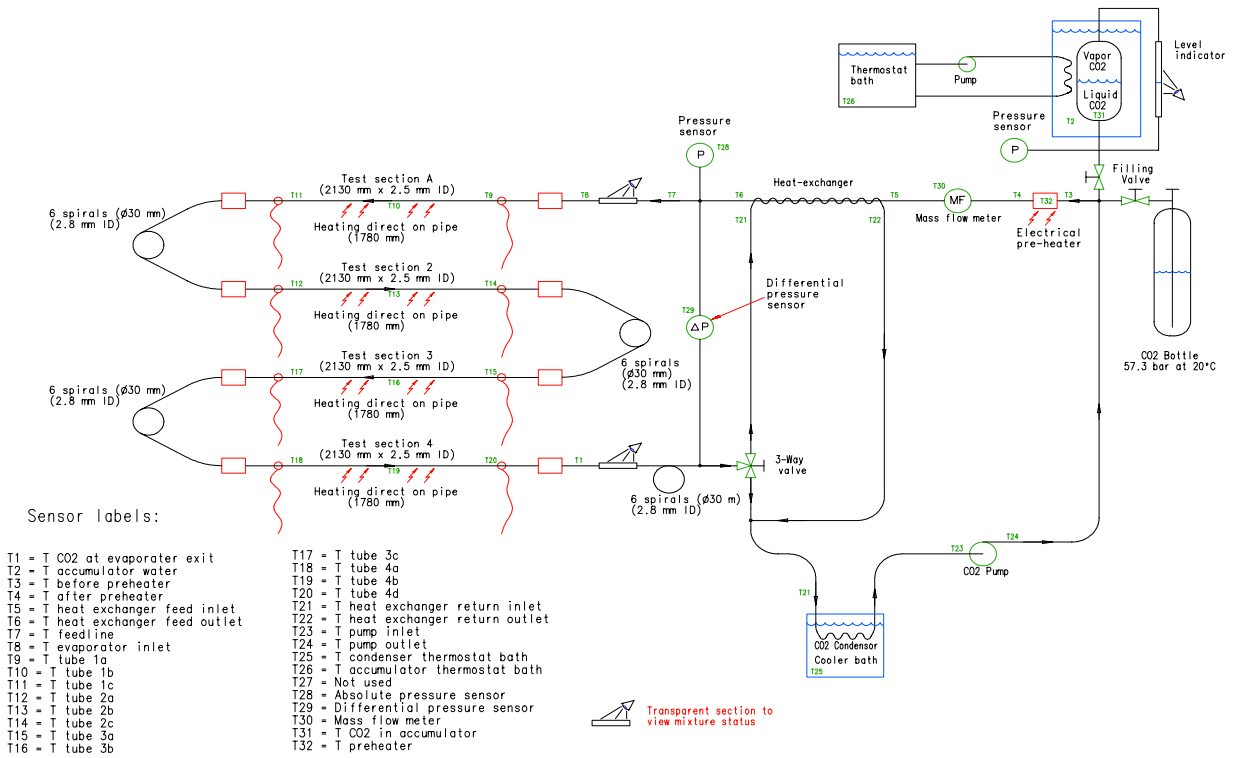 Thermostat
bath
T26
Pump
Vapor
CO2
Liquid
CO2
T31
T2
Level
indicator
Pressure
sensor
P
Pressure
sensor
P
T28
Filling
Valve
Test section A
(2130 mm x 2.5 mm ID)
T11
T10
T9
T8
T7
T6
Heat-exchanger
T5
T30
MF
Mass flow meter
T4
T32
T3
Electrical
pre-heater
T21
T22
6 spirals (Ø30 mm)
(2.8 mm ID)
Heating direct on pipe
(1780 mm)
Test section 2
(2130 mm x 2.5 mm ID)
T12
T13
T14
Heating direct on pipe
(1780 mm)
Differential
pressure
sensor
T29
ΔP
CO2 Bottle
57.3 bar at 20°C
6 spirals
(Ø30 mm)
(2.8 mm ID)
Test section 3
(2130 mm x 2.5 mm ID)
T17
T16
T15
Heating direct on pipe
(1780 mm)
6 spirals (Ø30 mm)
(2.8 mm ID)
Test section 4
(2130 mm x 2.5 mm ID)
T18
T19
T20
T1
Heating direct on pipe
(1780 mm)
3-Way
valve
6 spirals (Ø30 m)
(2.8 mm ID)
T23
T24
CO2 Pump
T21
CO2 Condensor
Cooler bath
T25
Sensor labels:
T1 = T CO2 at evaporater exit
T2 = T accumulator water
T3 = T before preheater
T4 = T after preheater
T5 = T heat exchanger feed inlet
T6 = T heat exchanger feed outlet
T7 = T feedline
T8 = T evaporator inlet
T9 = T tube 1a
T10 = T tube 1b
T11 = T tube 1c
T12 = T tube 2a
T13 = T tube 2b
T14 = T tube 2c
T15 = T tube 3a
T16 = T tube 3b
T17 = T tube 3c
T18 = T tube 4a
T19 = T tube 4b
T20 = T tube 4d
T21 = T heat exchanger return inlet
T22 = T heat exchanger return outlet
T23 = T pump inlet
T24 = T pump outlet
T25 = T condenser thermostat bath
T26 = T accumulator thermostat bath
T27 = Not used
T28 = Absolute pressure sensor
T29 = Differential pressure sensor
T30 = Mass flow meter
T31 = T CO2 in accumulator
T32 = T preheater
Transparent section to
view mixture status